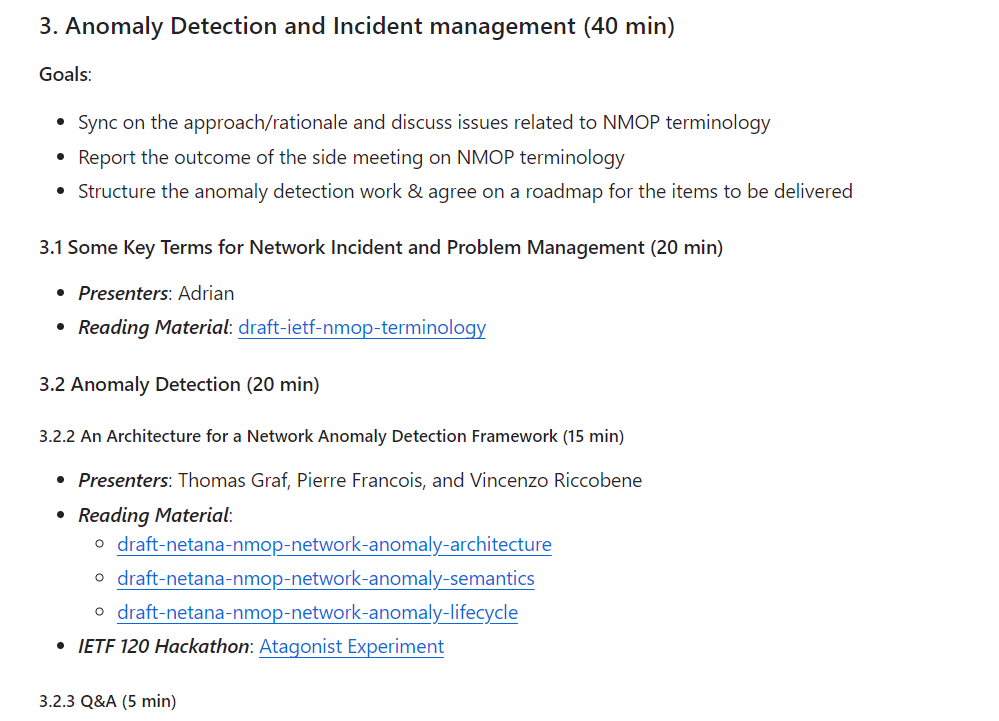 3. Anomaly Detection and Incident management (40 min)
Goals:
Sync on the approach/rationale and discuss issues related to NMOP terminology
Report the outcome of the side meeting on NMOP terminology
Structure the anomaly detection work & agree on a roadmap for the items to be delivered
3.1 Some Key Terms for Network Incident and Problem Management (20 min)
Presenters: Adrian
Reading Material: draft-ietf-nmop-terminology
3.2 Anomaly Detection (20 min)
3.2.2 An Architecture for a Network Anomaly Detection Framework (15 min)
Presenters: Thomas Graf, Pierre Francois, and Vincenzo Riccobene
Reading Material:
draft-netana-nmop-network-anomaly-architecture
draft-netana-nmop-network-anomaly-semantics
draft-netana-nmop-network-anomaly-lifecycle
IETF 120 Hackathon: Atagonist Experiment
3.2.3 Q&A (5 min)